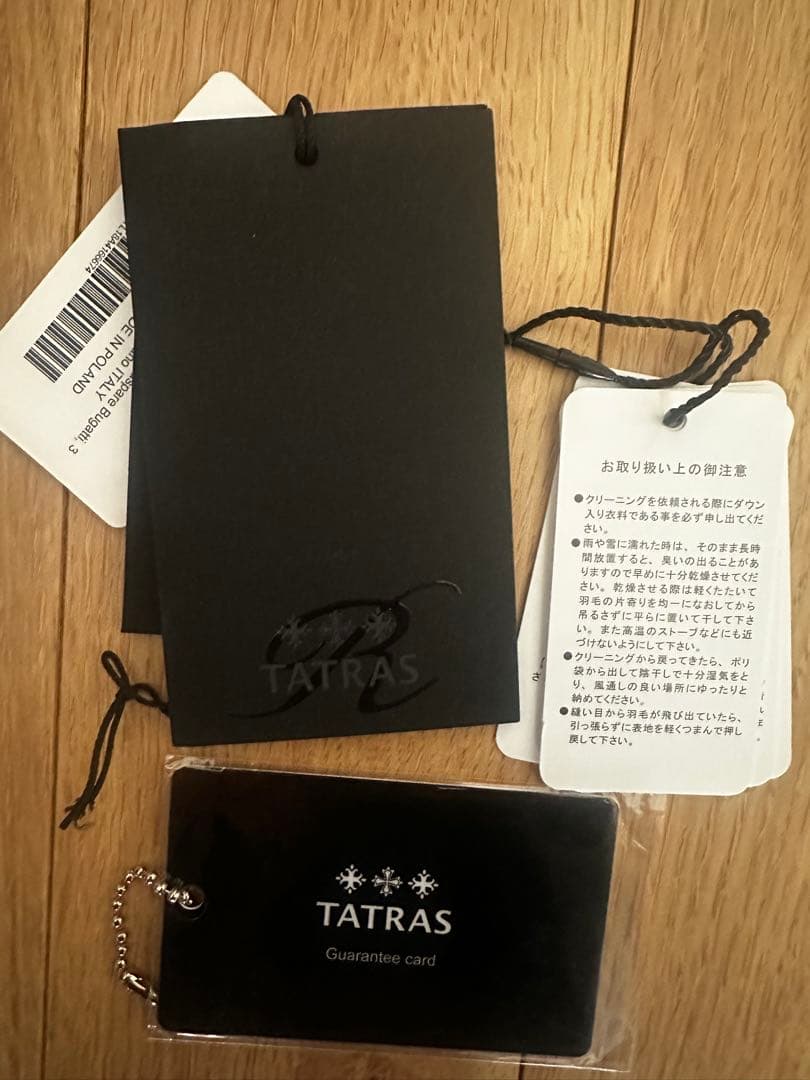 MADE IN POLAND
ITALY
Bugatti, 3
R
TATRAS
お取り扱い上の御注意
●クリーニングを依頼される際にダウン
入り衣料である事を必ず申し出てくだ
さい。
●雨や雪に濡れた時は、そのまま長時
間放置すると、臭いの出ることがあ
りますので早めに十分乾燥させてくだ
さい。乾燥させる際は軽くたたいて
羽毛の片寄りを均一になおしてから
吊るさずに平らに置いて干して下さ
い。また高温のストーブなどにも近
づけないようにして下さい。
●クリーニングから戻ってきたら、ポリ
袋から出して陰干しで十分湿気をと
り、風通しの良い場所にゆったりと
納めてください。
●縫い目から羽毛が飛び出ていたら、
引っ張らずに表地を軽くつまんで押し
戻して下さい。
TATRAS
Guarantee card